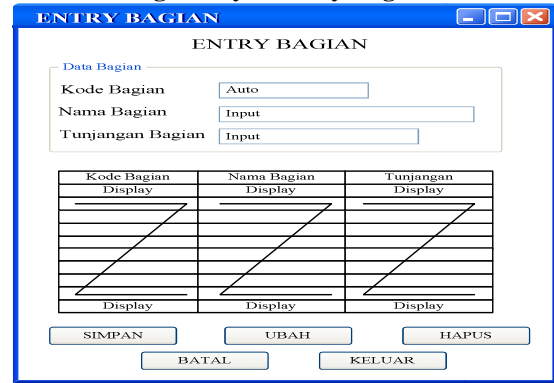 ENTRY BAGIAN
ENTRY BAGIAN
Data Bagian
Kode Bagian Auto
Nama Bagian Input
Tunjangan Bagian Input
Kode Bagian Nama Bagian Tunjangan
Display Display Display
Display Display Display
SIMPAN UBAH HAPUS
BATAL KELUAR